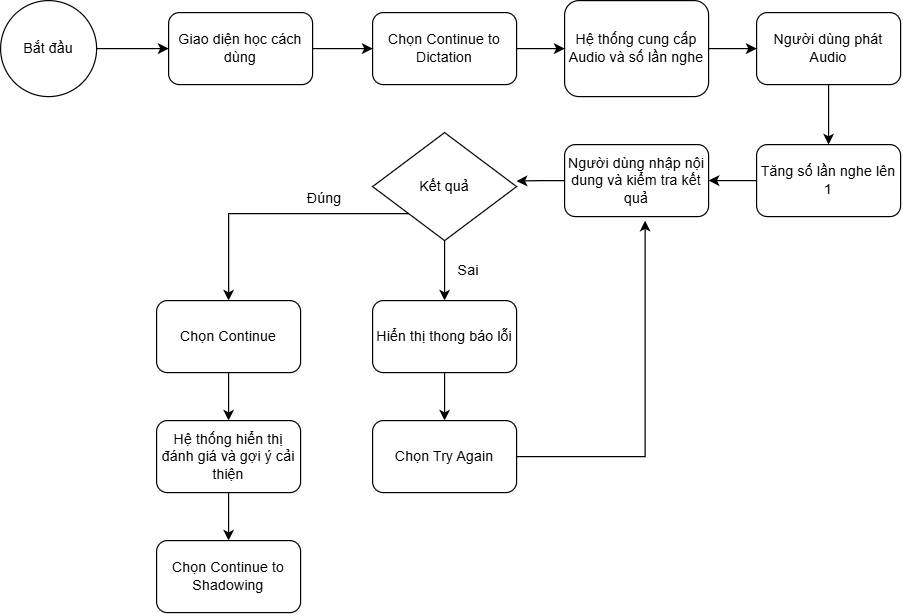 Bắt đầu
Giao diện học cách
dùng
Chọn Continue to
Dictation
Hệ thống cung cấp
Audio và số lần nghe
Người dùng phát
Audio
Tăng số lần nghe lên
1
Người dùng nhập nội
dung và kiểm tra kết
quả
Kết quả
Đúng
Sai
Chọn Continue
Hiển thị thong báo lỗi
Hệ thống hiển thị
đánh giá và gợi ý cải
thiện
Chọn Try Again
Chọn Continue to
Shadowing